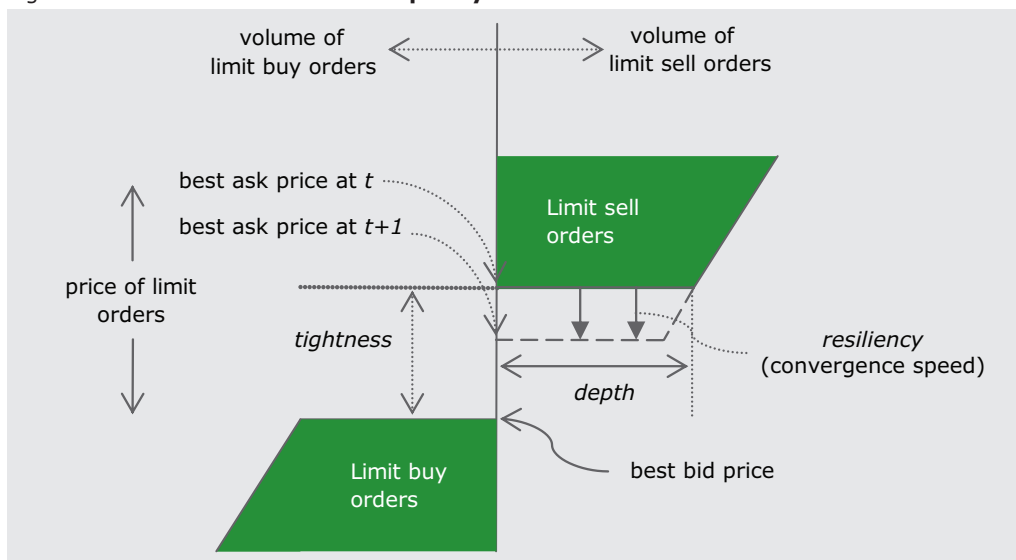 volume of
limit buy orders
volume of
limit sell orders
best ask price at t
best ask price at t+1
Limit sell
orders
price of limit
orders
tightness
resiliency
(convergence speed)
depth
Limit buy
orders
best bid price